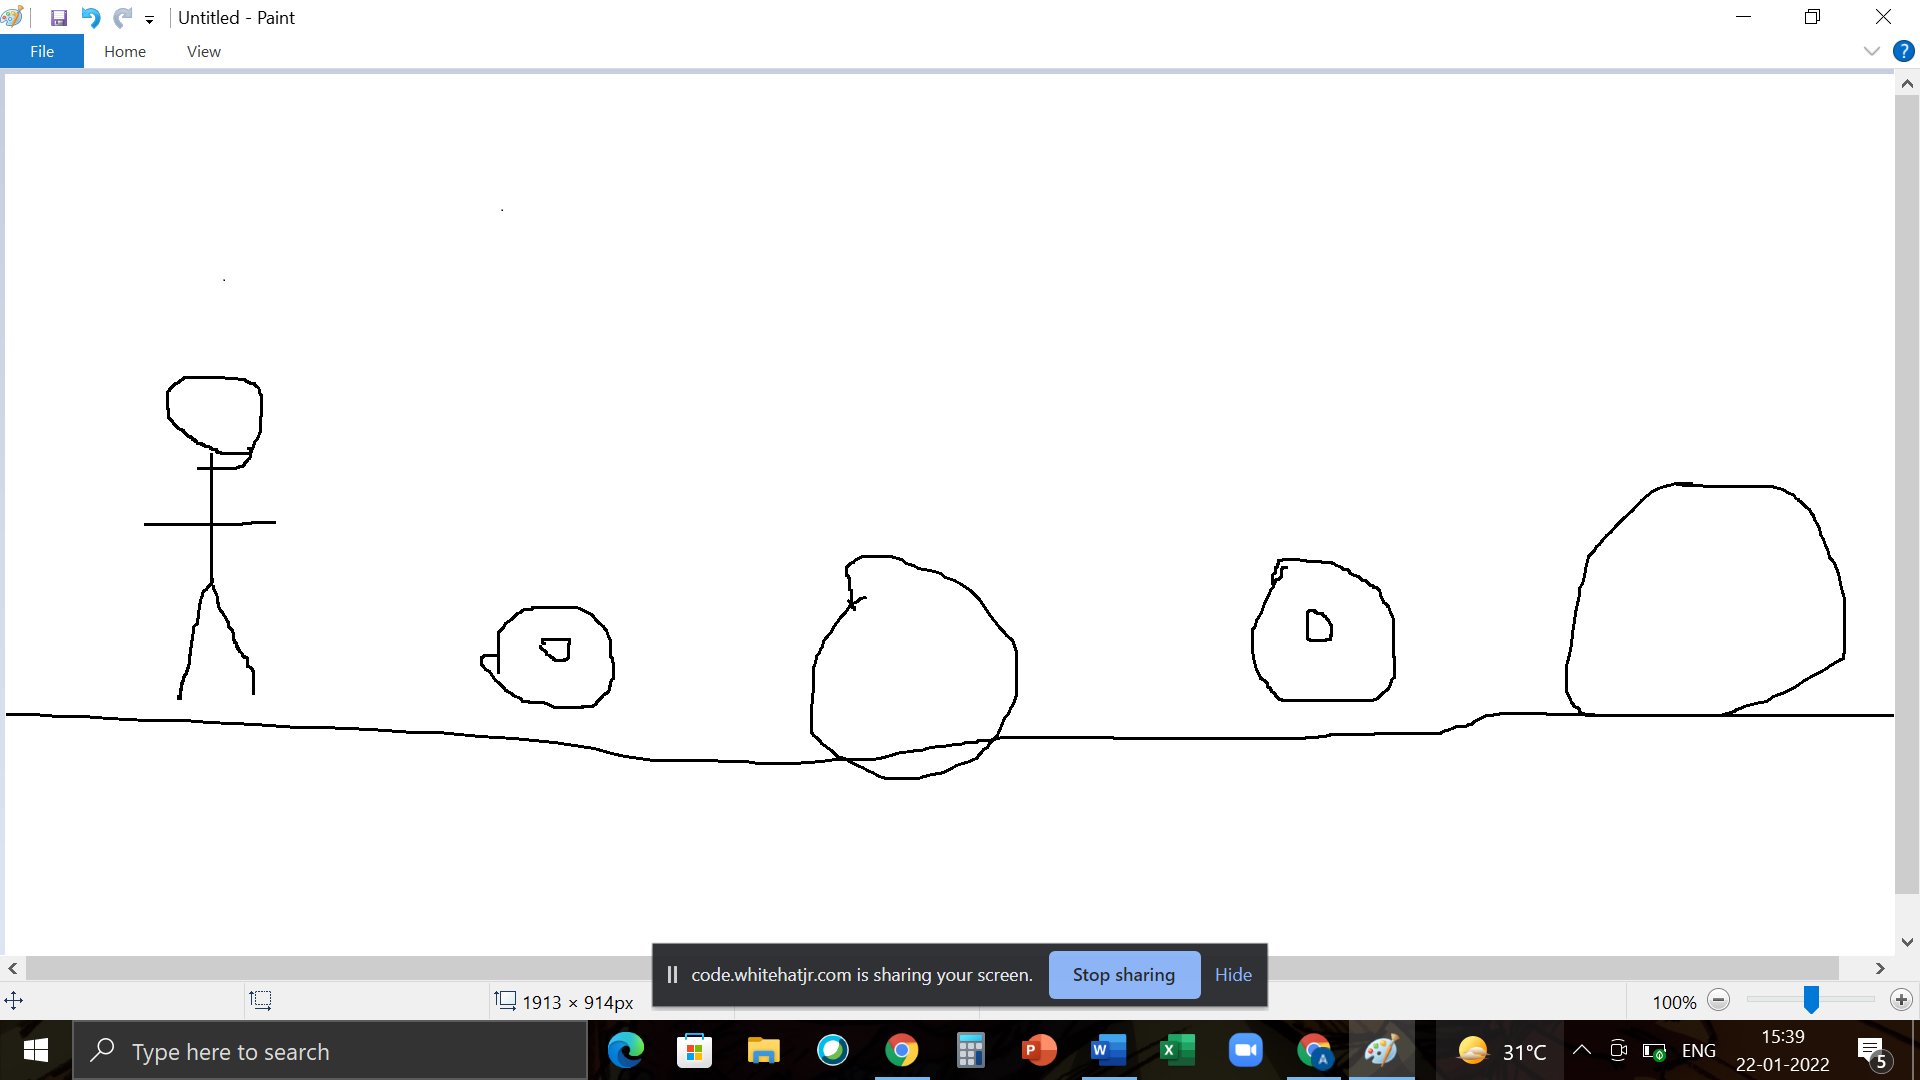 Untitled - Paint
File Home View
code.whitehatjr.com is sharing your screen. Stop sharing Hide
1913 × 914px
100%
Type here to search
31°C ENG 15:39
22-01-2022
5